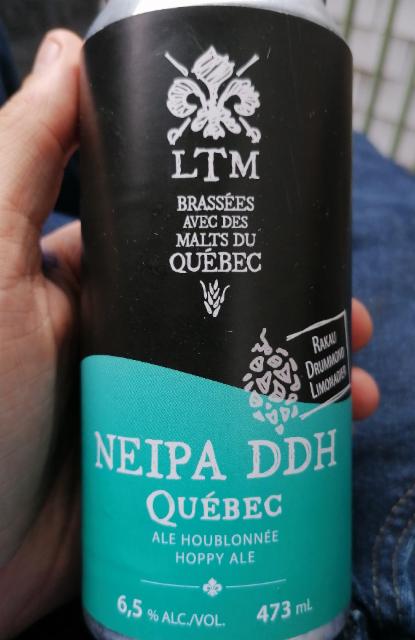 LTM
BRASSÉES
AVEC DES
MALTS DU
QUÉBEC
RAKAU
DRUMMOND
LIMONADIER
NEIPA DDH
QUÉBEC
ALE HOUBLONNÉE
HOPPY ALE
6,5 % ALC./VOL. 473 mL